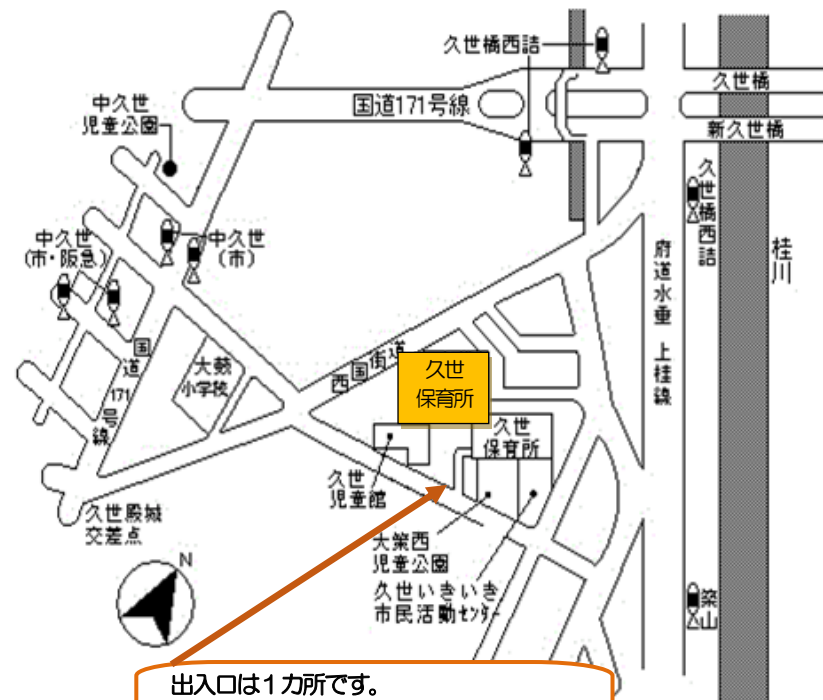 久世橋西詰
久世橋
国道171号線
新久世橋
中久世
児童公園
久世橋西詰
桂川
中久世
(市・阪急)
中久世
(市)
府道水垂上桂線
西国街道
国道171号線
大薮
小学校
久世
保育所
久世
保育所
久世
児童館
久世殿城
交差点
大築西
児童公園
久世いきいき
市民活動センター
築山
N
出入口は1カ所です。